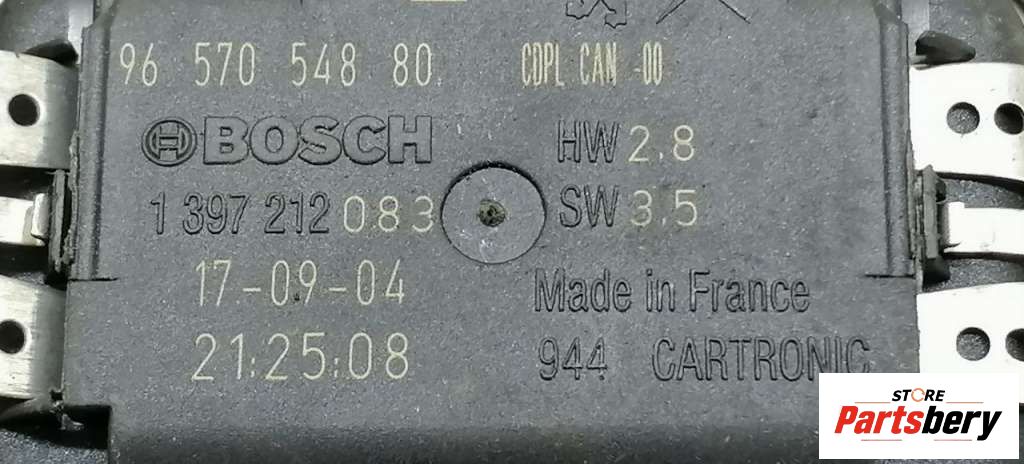 96 570 548 80 CDPL CAN -00
BOSCH HW 2.8
1 397 212 083 SW 3.5
17-09-04 Made in France
21:25:08 944 CARTRONIC
STORE
Partsbery